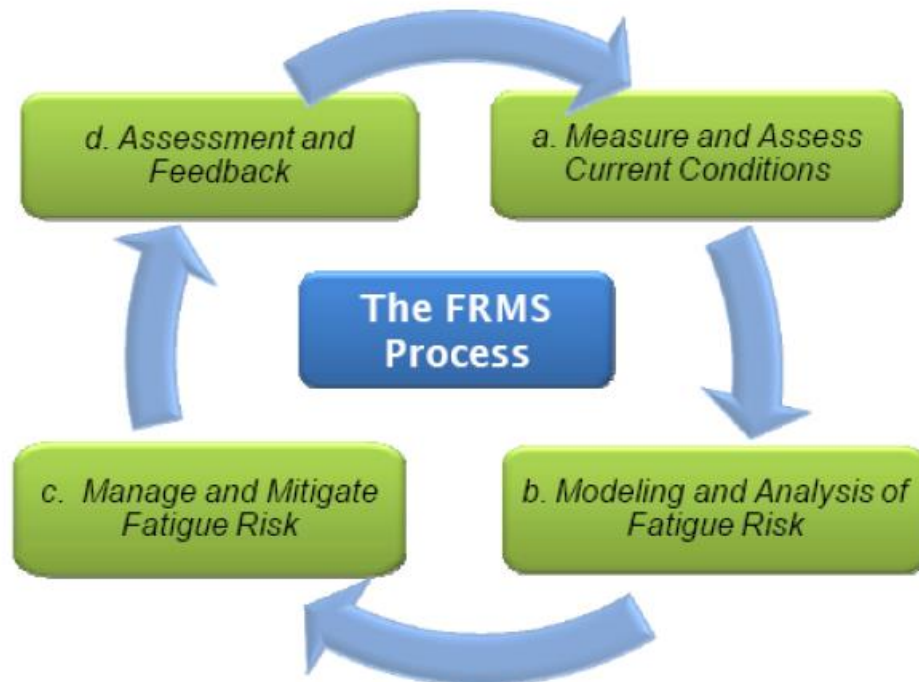 d. Assessment and
Feedback
a. Measure and Assess
Current Conditions
The FRMS
Process
c. Manage and Mitigate
Fatigue Risk
b. Modeling and Analysis of
Fatigue Risk